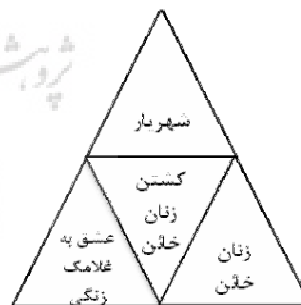 شهریار
کشتن
زنان
خائن
عشق به
غلامک
زنگی
زنان
خائن